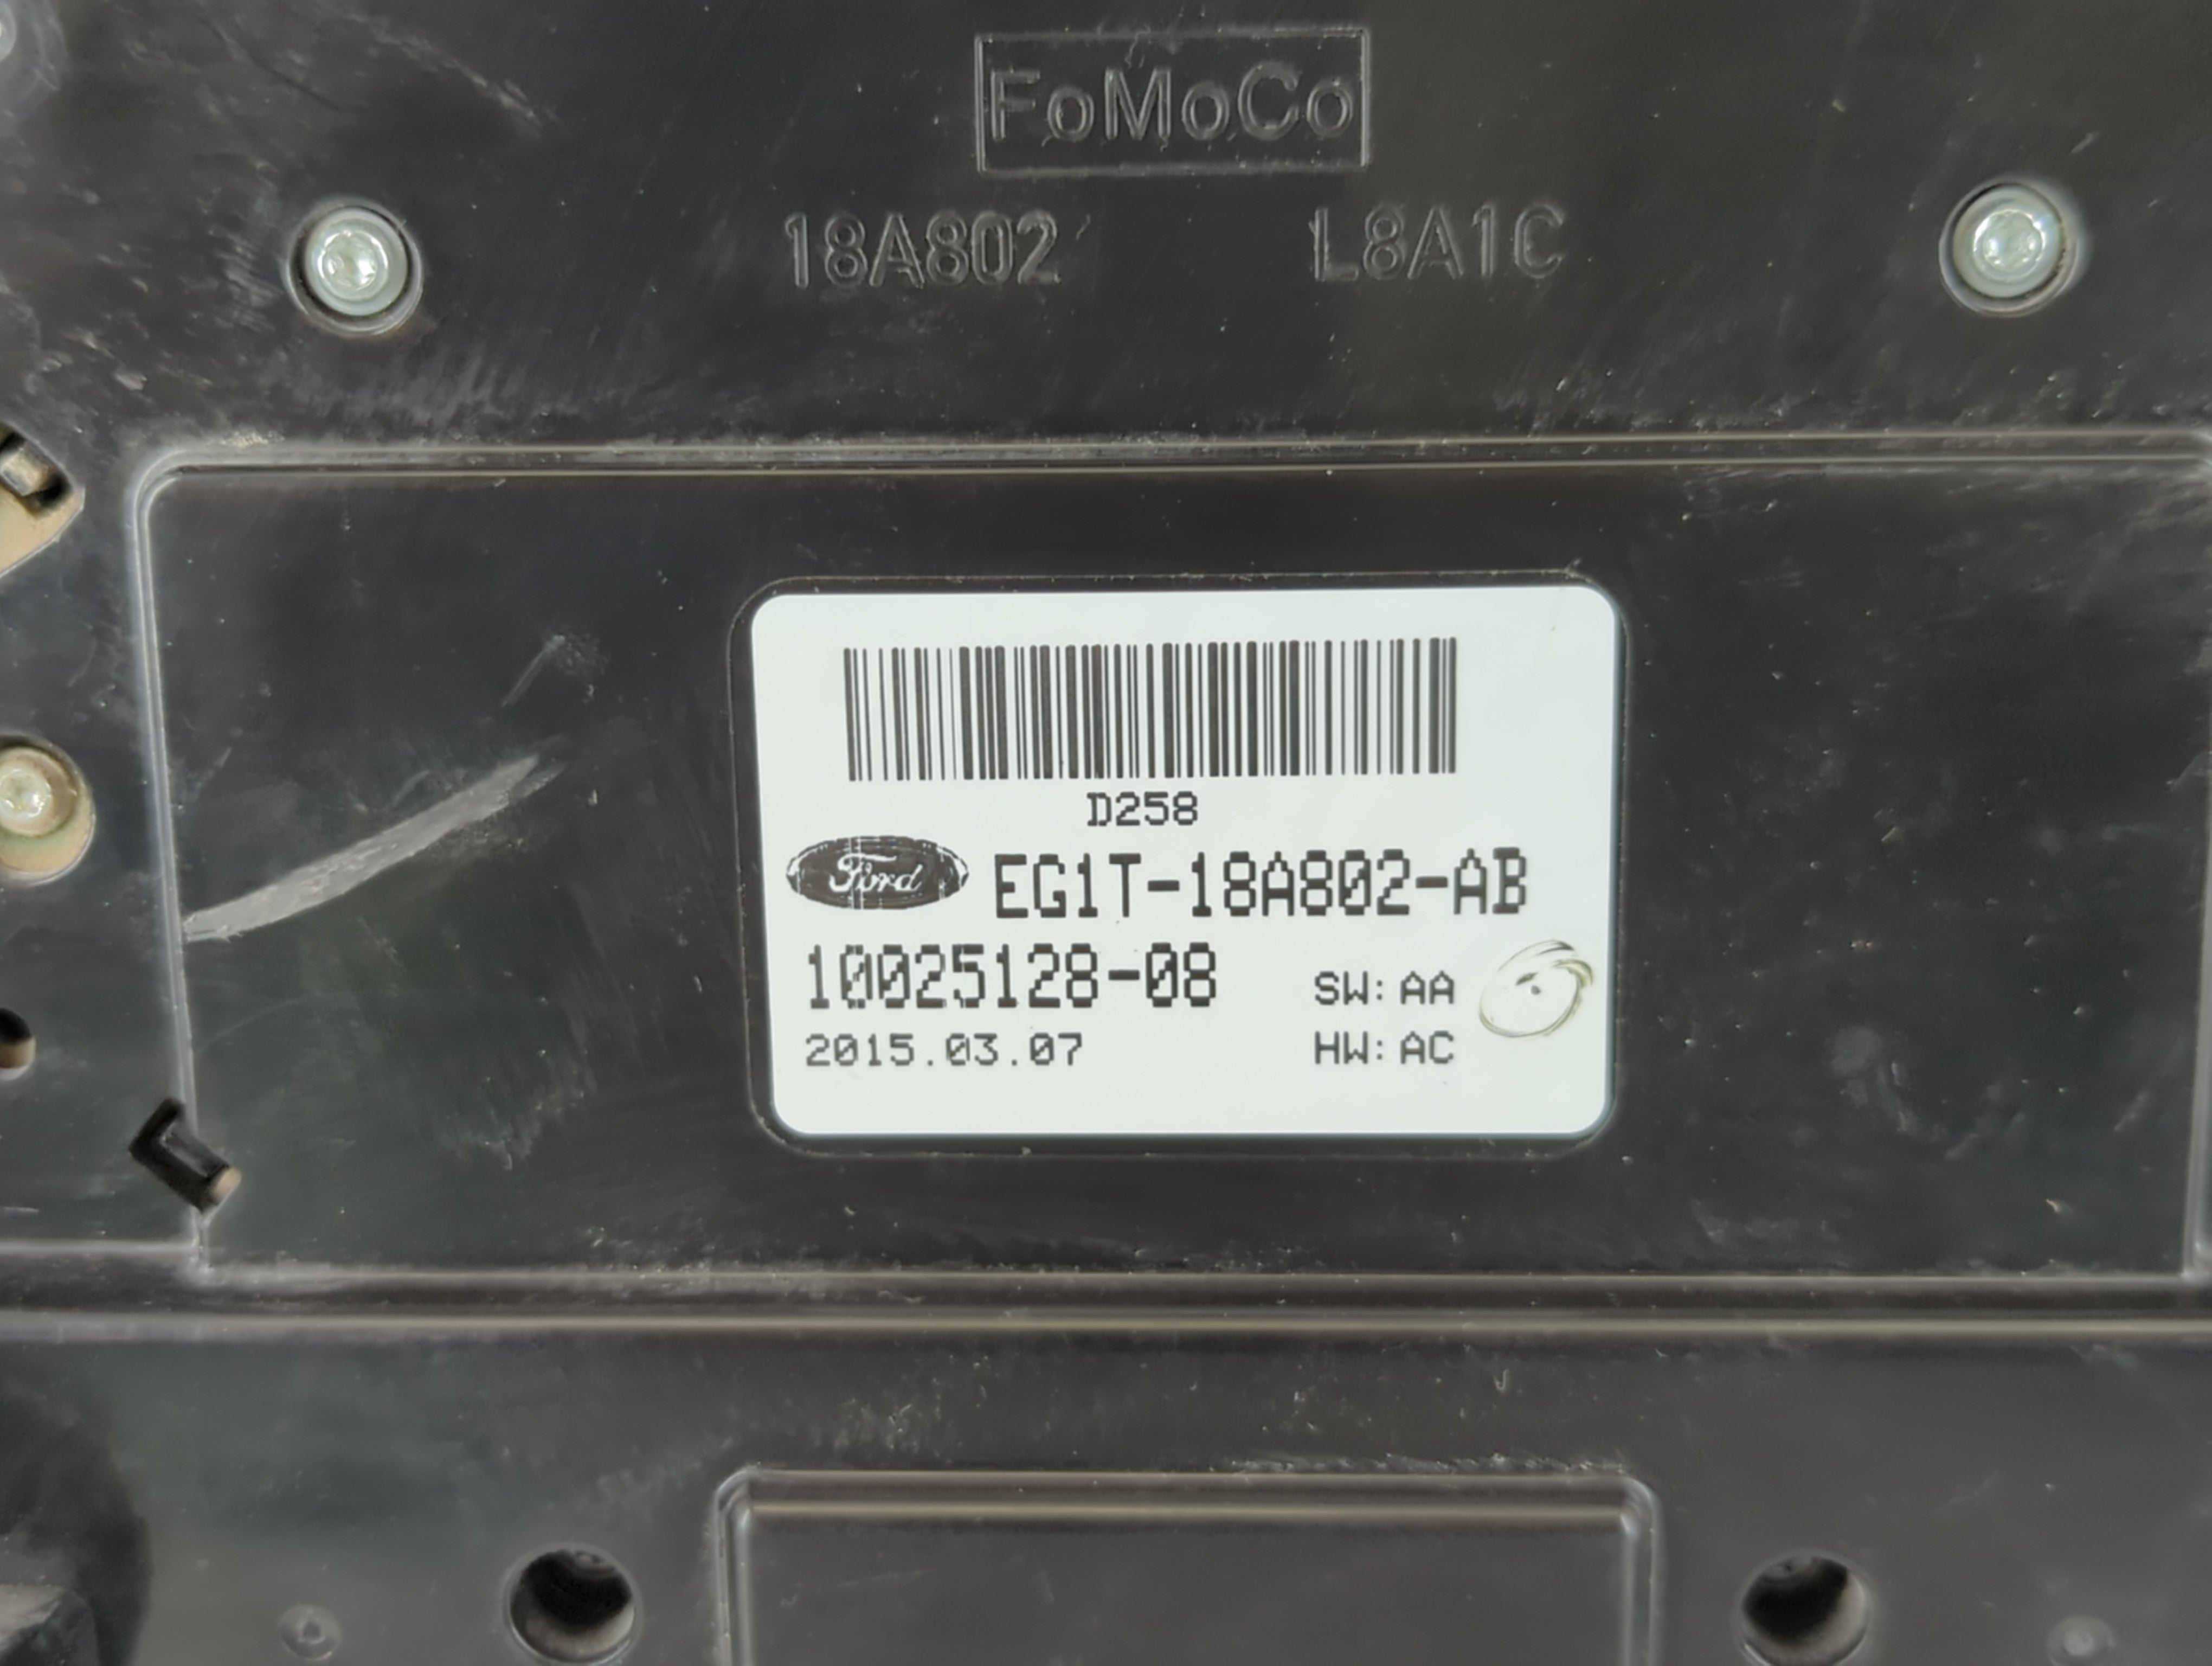 FoMoCo
18A802 L8A1C
D258
Ford EG1T-18A802-AB
10025128-08 SW: AA
2015.03.07 HW: AC